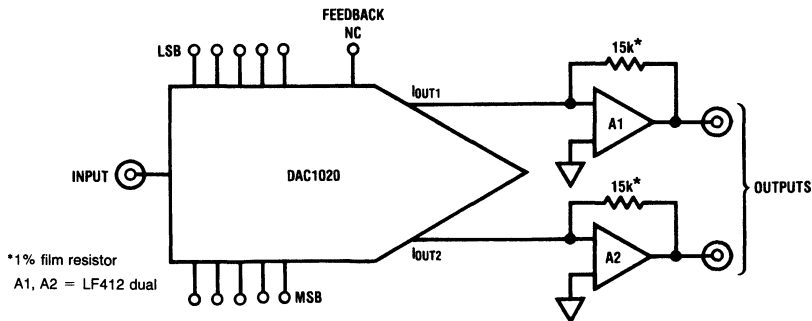 FEEDBACK
NC
LSB
15k*
IOUT1
A1
INPUT
DAC1020
OUTPUTS
15k*
IOUT2
A2
*1% film resistor
A1, A2 = LF412 dual
MSB